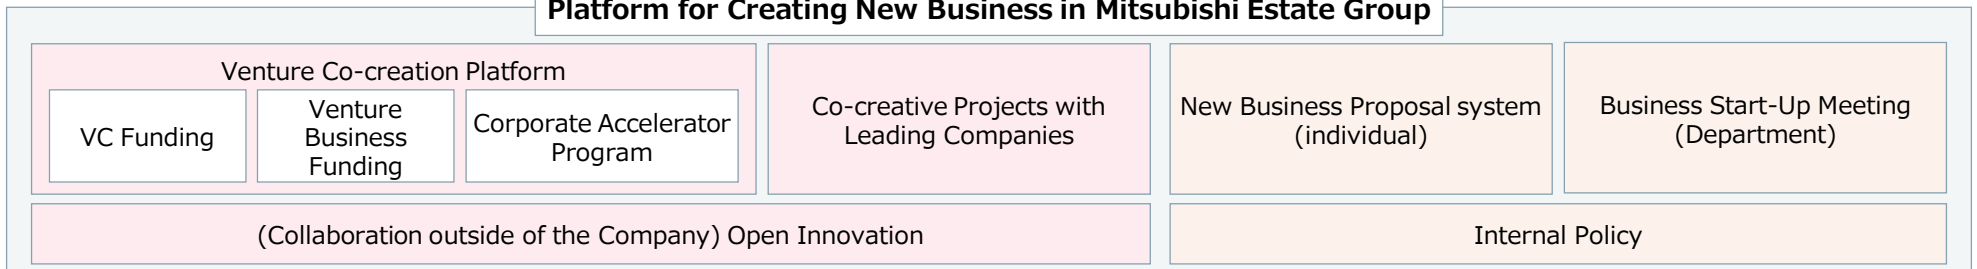 Platform for Creating New Business in Mitsubishi Estate Group
Venture Co-creation Platform
VC Funding
Venture
Business
Funding
Corporate Accelerator
Program
Co-creative Projects with
Leading Companies
New Business Proposal system
(individual)
Business Start-Up Meeting
(Department)
(Collaboration outside of the Company) Open Innovation
Internal Policy